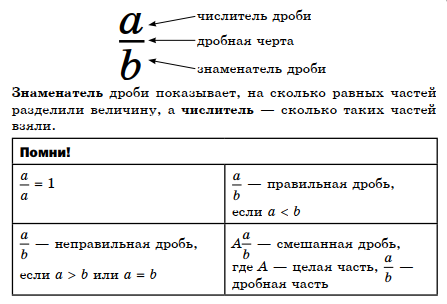 a
числитель дроби
дробная черта
b
знаменатель дроби
Знаменатель дроби показывает, на сколько равных частей
разделили величину, а числитель — сколько таких частей
взяли.
Помни!
a/a = 1
a/b — правильная дробь,
если a < b
a/b — неправильная дробь,
если a > b или a = b
A a/b — смешанная дробь,
где A — целая часть, a/b —
дробная часть